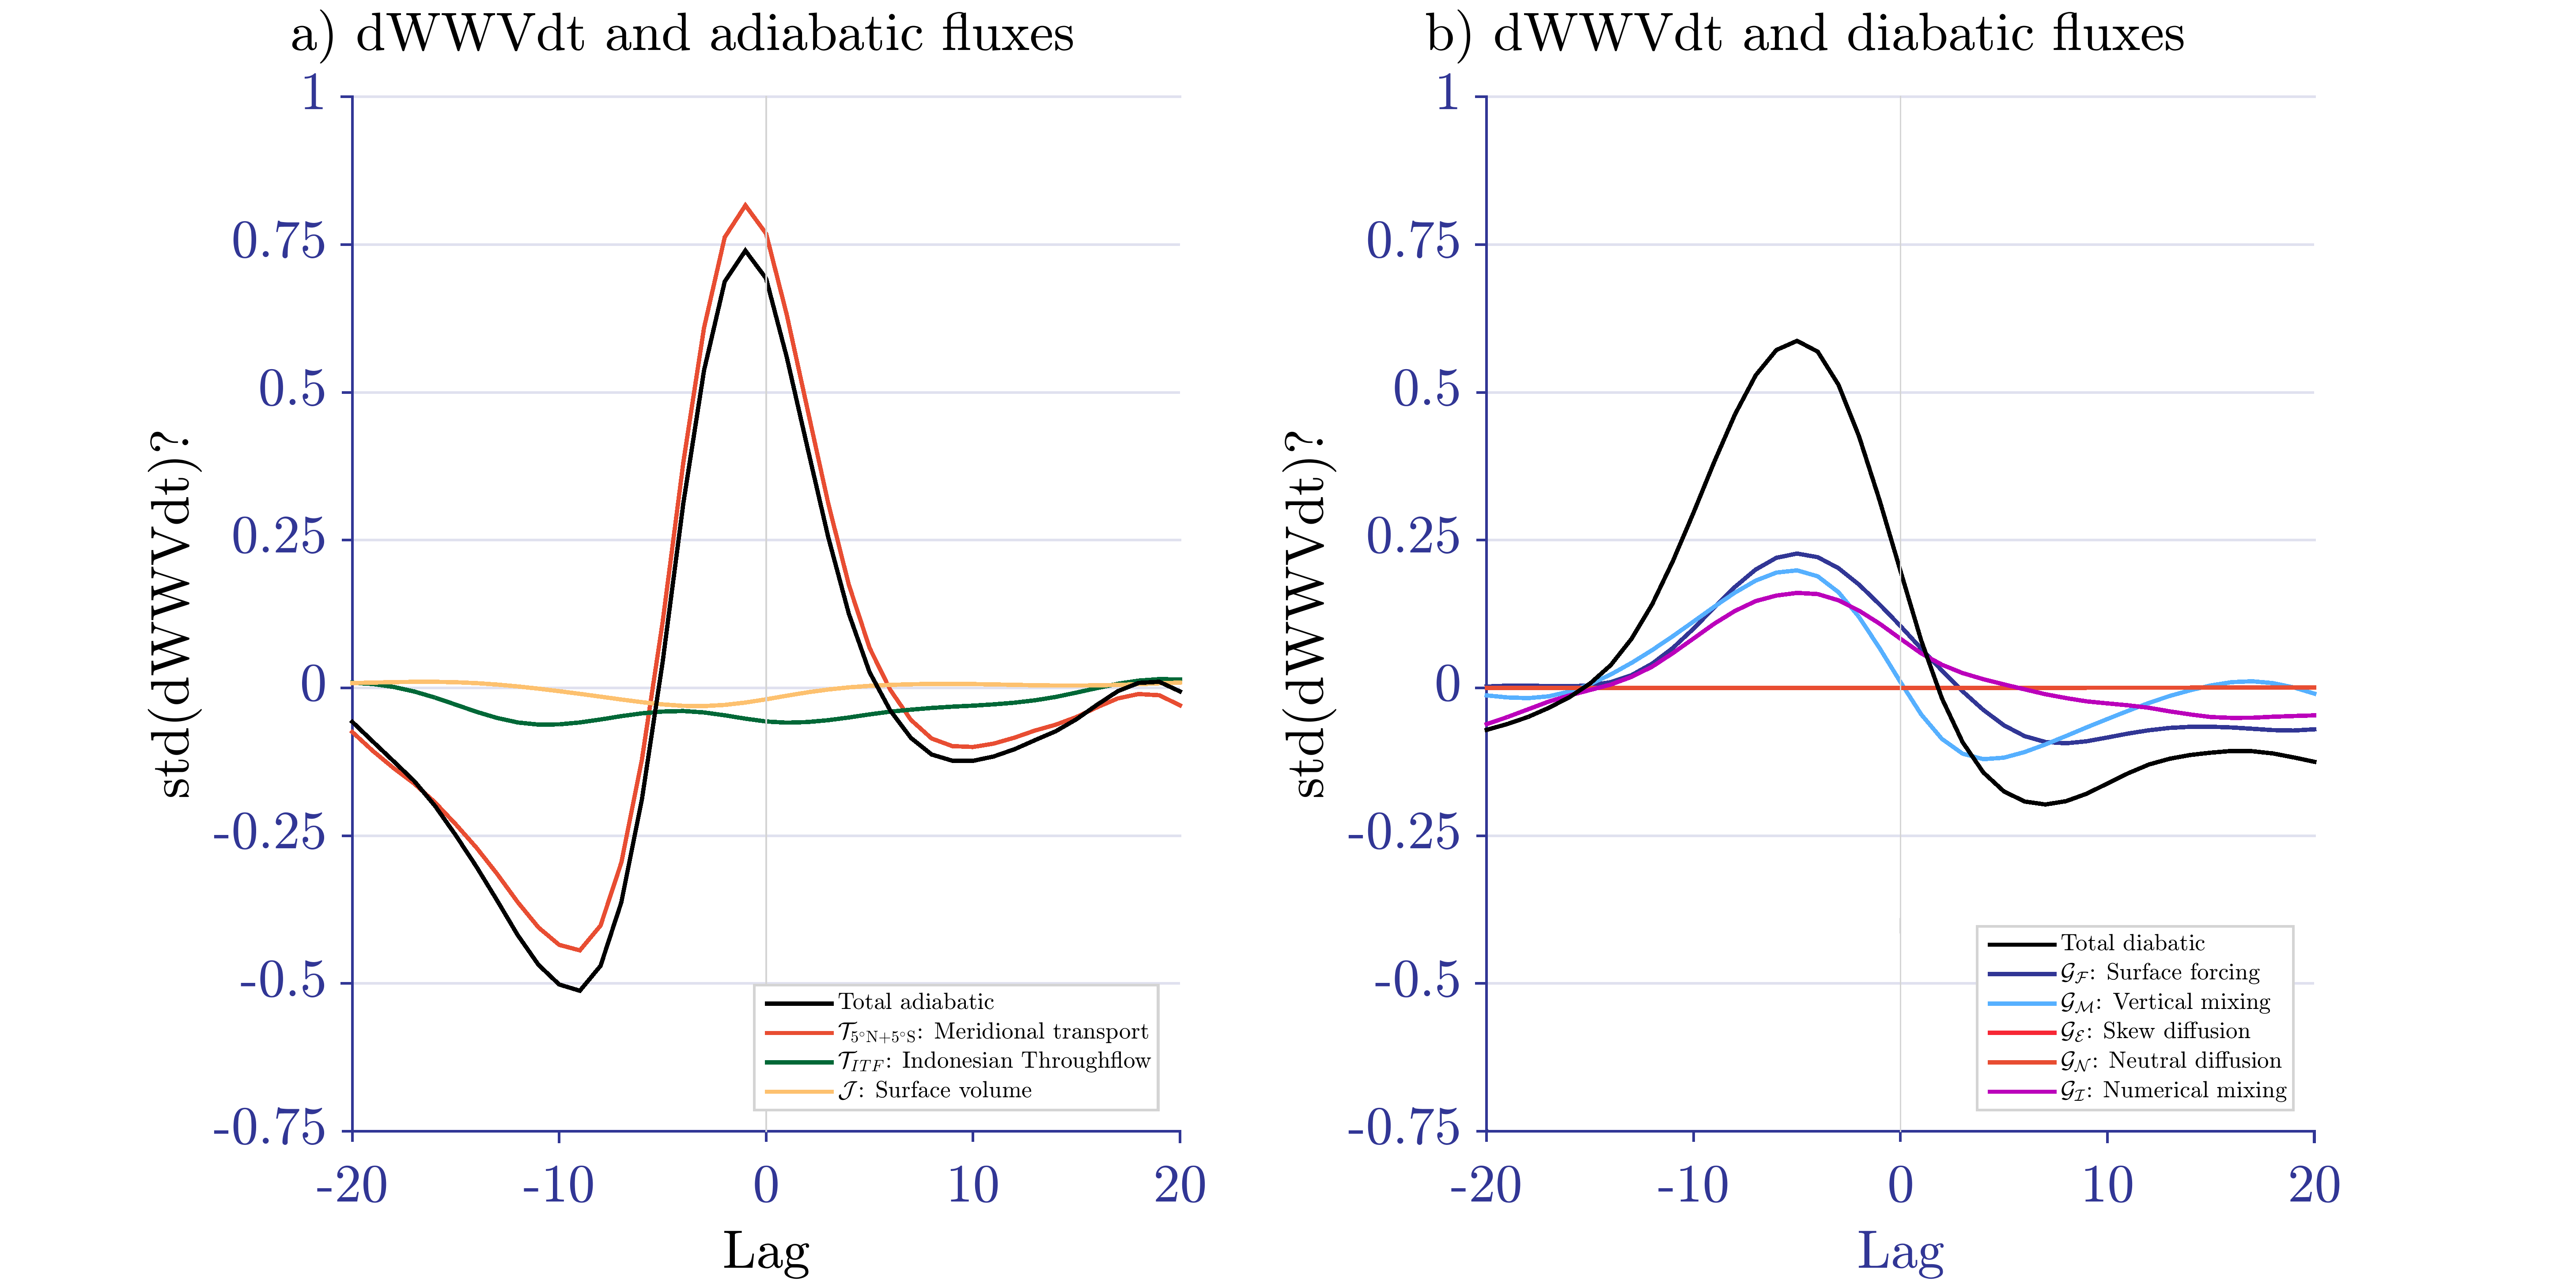 a) dWWVdt and adiabatic fluxes
1
0.75
0.5
0.25
0
-0.25
-0.5
-0.75
std(dWWVdt)?
-20 -10 0 10 20
Lag
Total adiabatic
𝒯5°N+5°S: Meridional transport
𝒯ITF: Indonesian Throughflow
𝒥: Surface volume
b) dWWVdt and diabatic fluxes
1
0.75
0.5
0.25
0
-0.25
-0.5
-0.75
std(dWWVdt)?
-20 -10 0 10 20
Lag
Total diabatic
𝒢ℱ: Surface forcing
𝒢ℳ: Vertical mixing
𝒢ℰ: Skew diffusion
𝒢𝒩: Neutral diffusion
𝒢ℐ: Numerical mixing